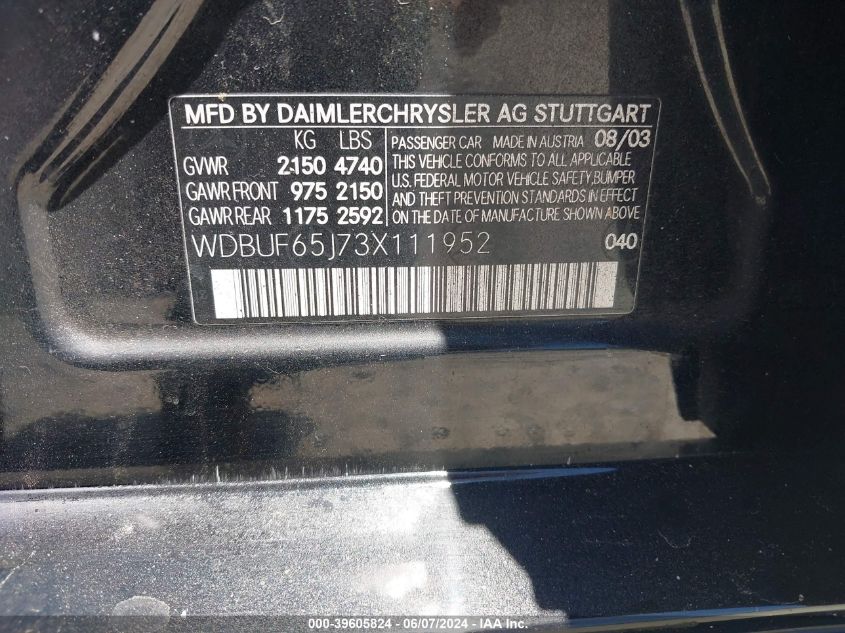 MFD BY DAIMLERCHRYSLER AG STUTTGART
KG LBS
GVWR 2150 4740
GAWR FRONT 975 2150
GAWR REAR 1175 2592
PASSENGER CAR MADE IN AUSTRIA 08/03
THIS VEHICLE CONFORMS TO ALL APPLICABLE
U.S. FEDERAL MOTOR VEHICLE SAFETY,BUMPER
AND THEFT PREVENTION STANDARDS IN EFFECT
ON THE DATE OF MANUFACTURE SHOWN ABOVE
WDBUF65J73X111952 040
000-39605824 - 06/07/2024 - IAA Inc.